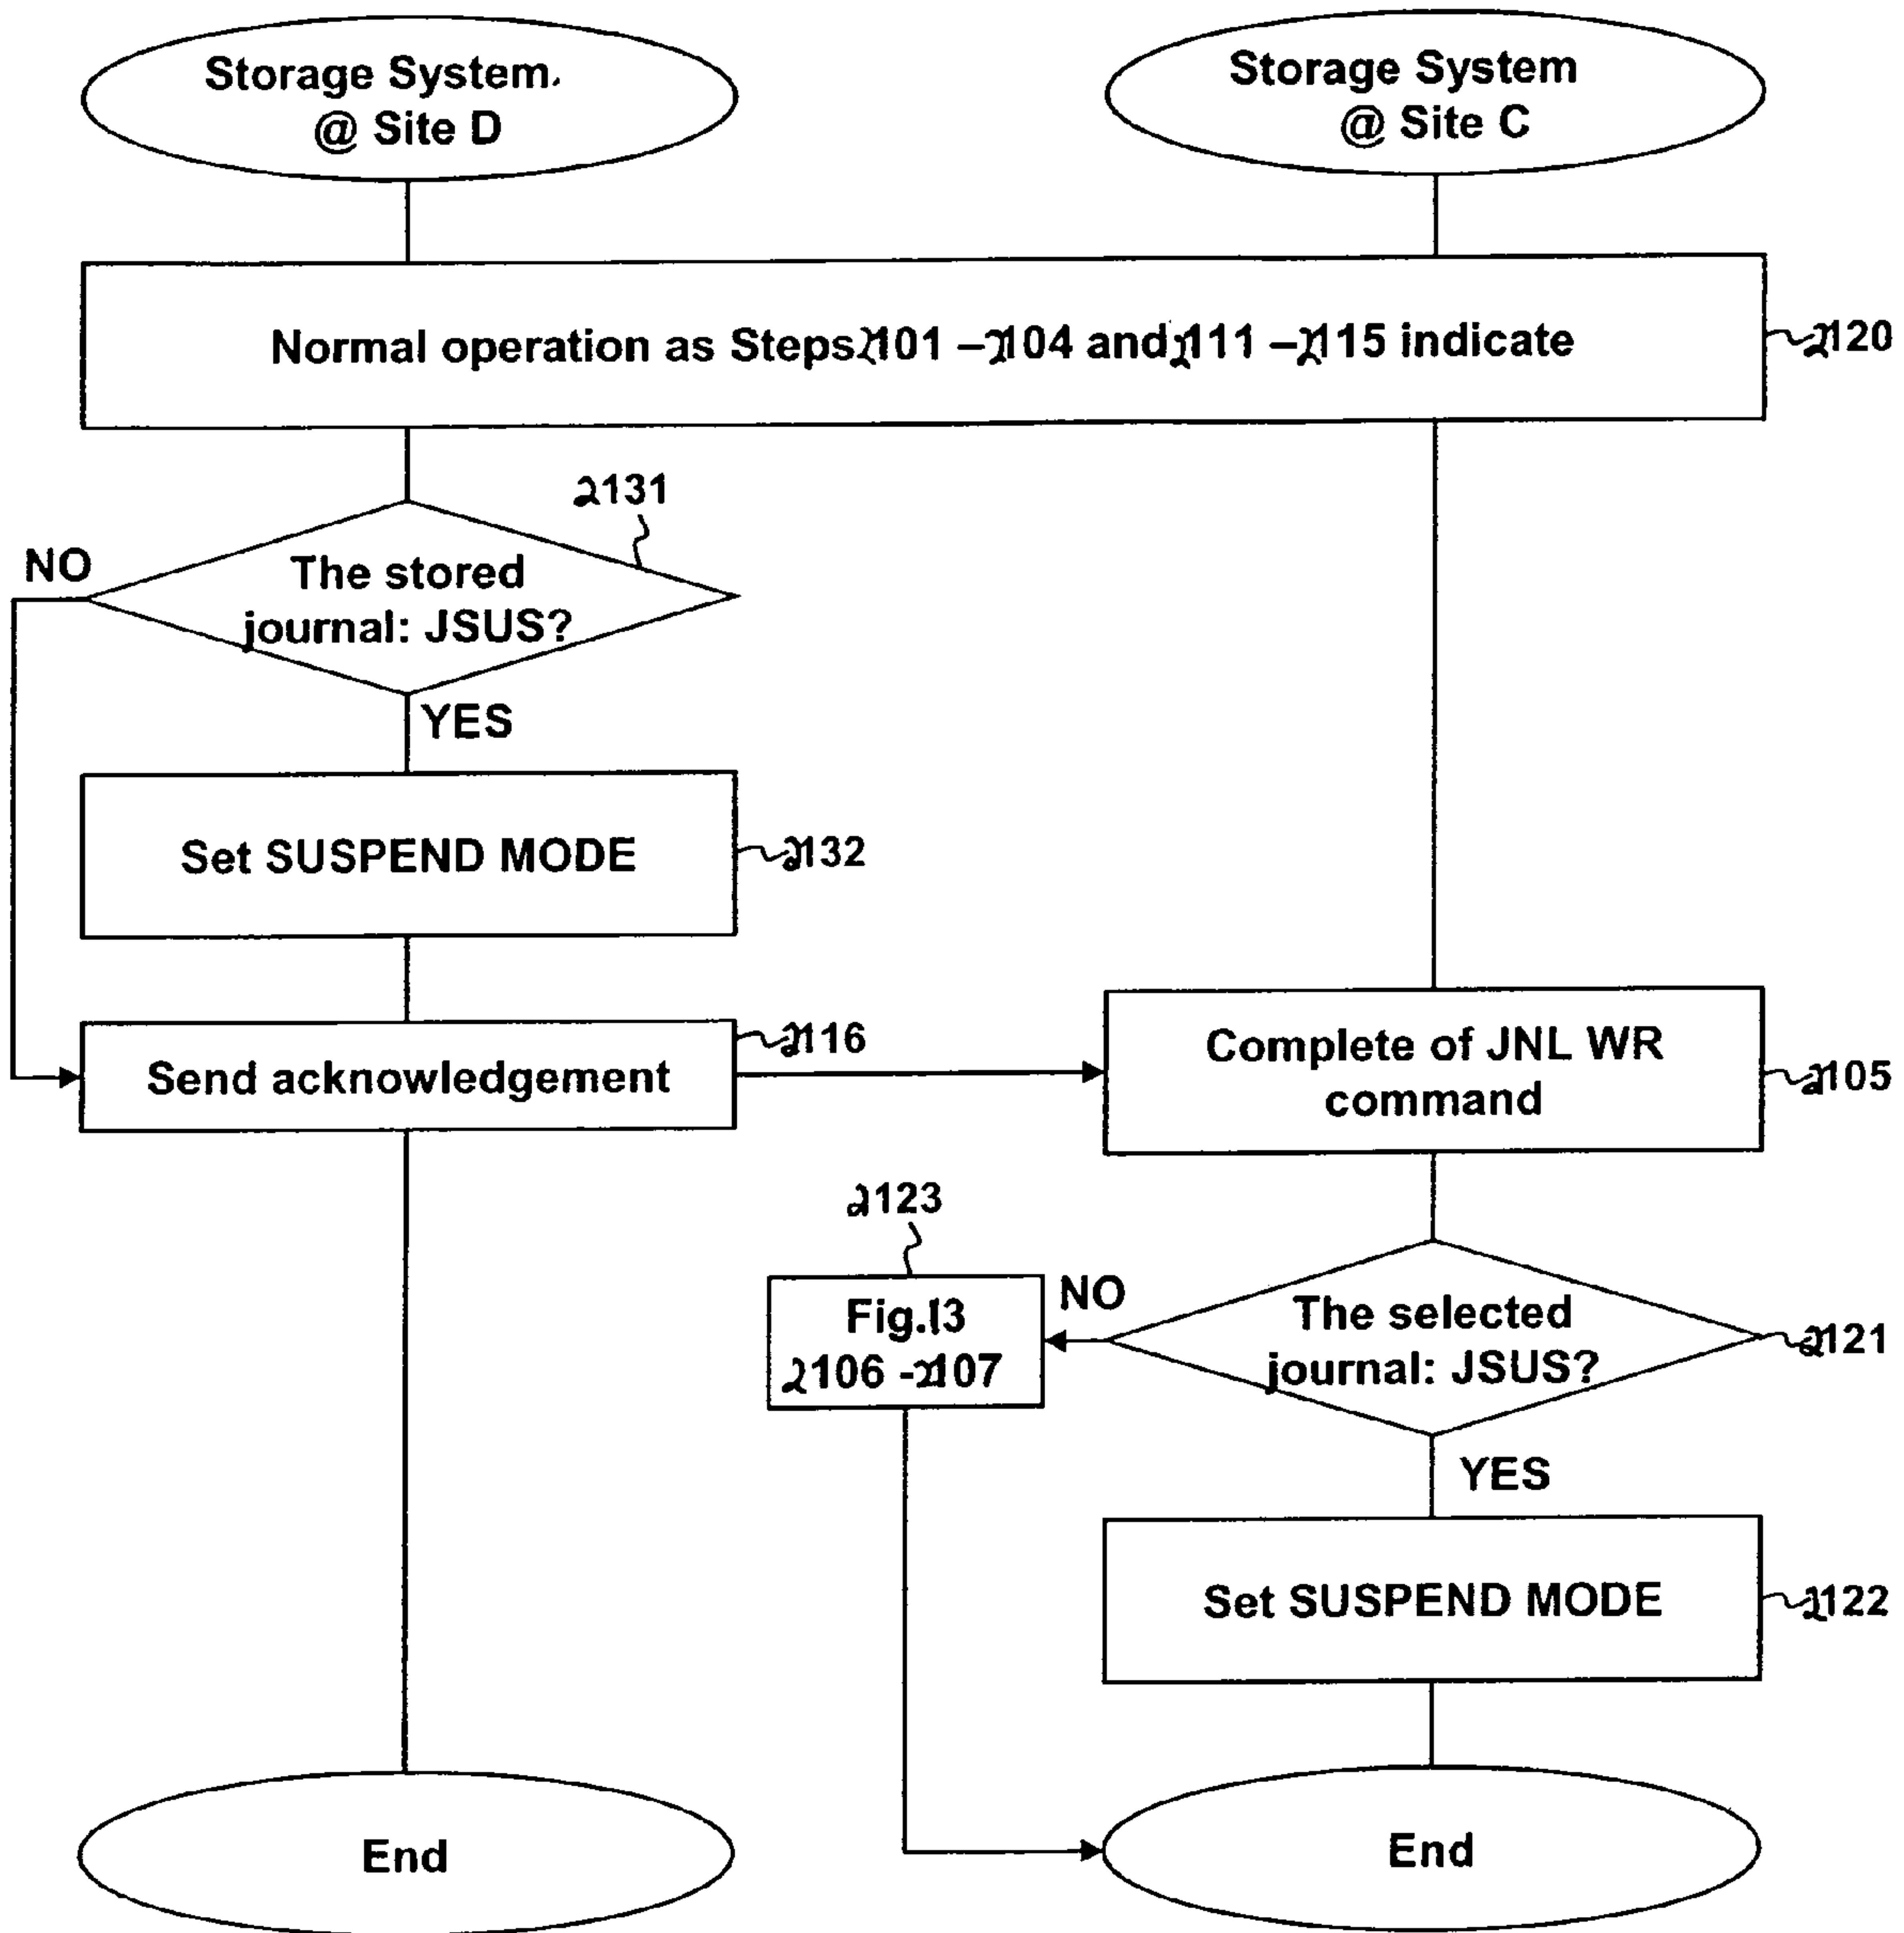 Storage System.
@ Site D
Storage System
@ Site C
Normal operation as Steps 2101 – 2104 and 2111 – 2115 indicate
2120
2131
NO
The stored
journal: JSUS?
YES
Set SUSPEND MODE
2132
Send acknowledgement
2116
Complete of JNL WR
command
2105
2123
Fig.13
2106 - 2107
NO
The selected
journal: JSUS?
2121
YES
Set SUSPEND MODE
2122
End
End